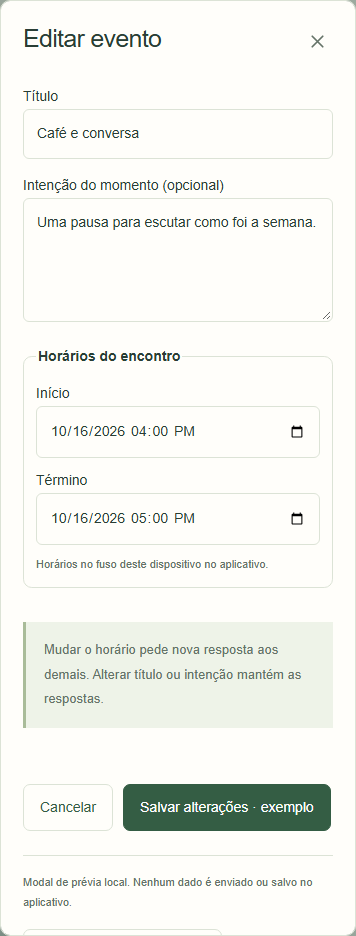 Editar evento
Título
Café e conversa
Intenção do momento (opcional)
Uma pausa para escutar como foi a semana.
Horários do encontro
Início
10/16/2026 04:00 PM
Término
10/16/2026 05:00 PM
Horários no fuso deste dispositivo no aplicativo.
Mudar o horário pede nova resposta aos
demais. Alterar título ou intenção mantém as
respostas.
Cancelar
Salvar alterações · exemplo
Modal de prévia local. Nenhum dado é enviado ou salvo no
aplicativo.